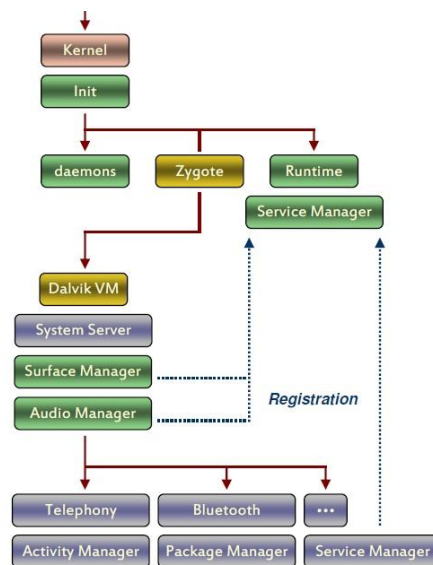 Kernel
Init
daemons
Zygote
Runtime
Service Manager
Dalvik VM
System Server
Surface Manager
Registration
Audio Manager
Telephony
Bluetooth
...
Activity Manager
Package Manager
Service Manager